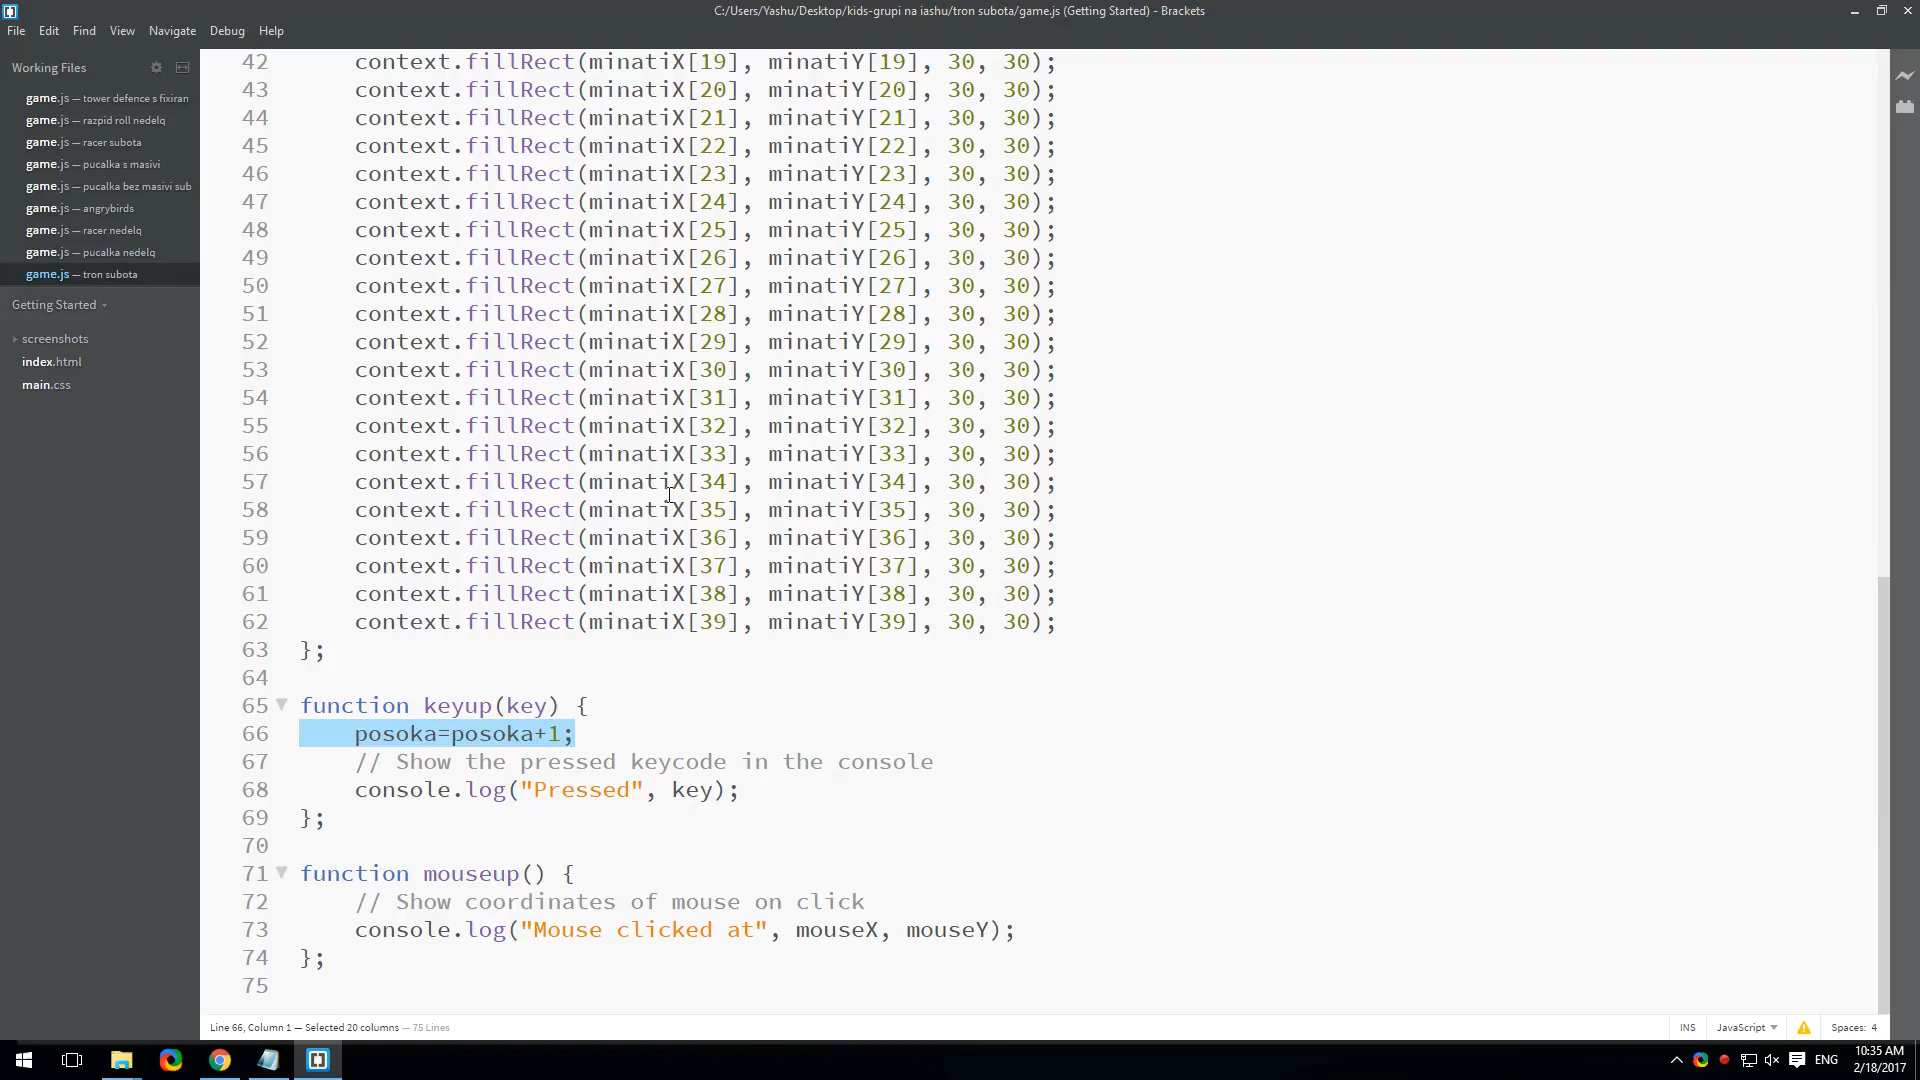 C:/Users/Yashu/Desktop/kids-grupi na iashu/tron subota/game.js (Getting Started) - Brackets
File Edit Find View Navigate Debug Help
Working Files
game.js — tower defence s fixiran
game.js — razpid roll nedelq
game.js — racer subota
game.js — pucalka s masivi
game.js — pucalka bez masivi sub
game.js — angrybirds
game.js — racer nedelq
game.js — pucalka nedelq
game.js — tron subota
Getting Started
screenshots
index.html
main.css
42 context.fillRect(minatiX[19], minatiY[19], 30, 30);
43 context.fillRect(minatiX[20], minatiY[20], 30, 30);
44 context.fillRect(minatiX[21], minatiY[21], 30, 30);
45 context.fillRect(minatiX[22], minatiY[22], 30, 30);
46 context.fillRect(minatiX[23], minatiY[23], 30, 30);
47 context.fillRect(minatiX[24], minatiY[24], 30, 30);
48 context.fillRect(minatiX[25], minatiY[25], 30, 30);
49 context.fillRect(minatiX[26], minatiY[26], 30, 30);
50 context.fillRect(minatiX[27], minatiY[27], 30, 30);
51 context.fillRect(minatiX[28], minatiY[28], 30, 30);
52 context.fillRect(minatiX[29], minatiY[29], 30, 30);
53 context.fillRect(minatiX[30], minatiY[30], 30, 30);
54 context.fillRect(minatiX[31], minatiY[31], 30, 30);
55 context.fillRect(minatiX[32], minatiY[32], 30, 30);
56 context.fillRect(minatiX[33], minatiY[33], 30, 30);
57 context.fillRect(minatiX[34], minatiY[34], 30, 30);
58 context.fillRect(minatiX[35], minatiY[35], 30, 30);
59 context.fillRect(minatiX[36], minatiY[36], 30, 30);
60 context.fillRect(minatiX[37], minatiY[37], 30, 30);
61 context.fillRect(minatiX[38], minatiY[38], 30, 30);
62 context.fillRect(minatiX[39], minatiY[39], 30, 30);
63 };
64
65 function keyup(key) {
66 posoka=posoka+1;
67 // Show the pressed keycode in the console
68 console.log("Pressed", key);
69 };
70
71 function mouseup() {
72 // Show coordinates of mouse on click
73 console.log("Mouse clicked at", mouseX, mouseY);
74 };
75
Line 66, Column 1 — Selected 20 columns — 75 Lines
INS JavaScript Spaces: 4
ENG
10:35 AM
2/18/2017